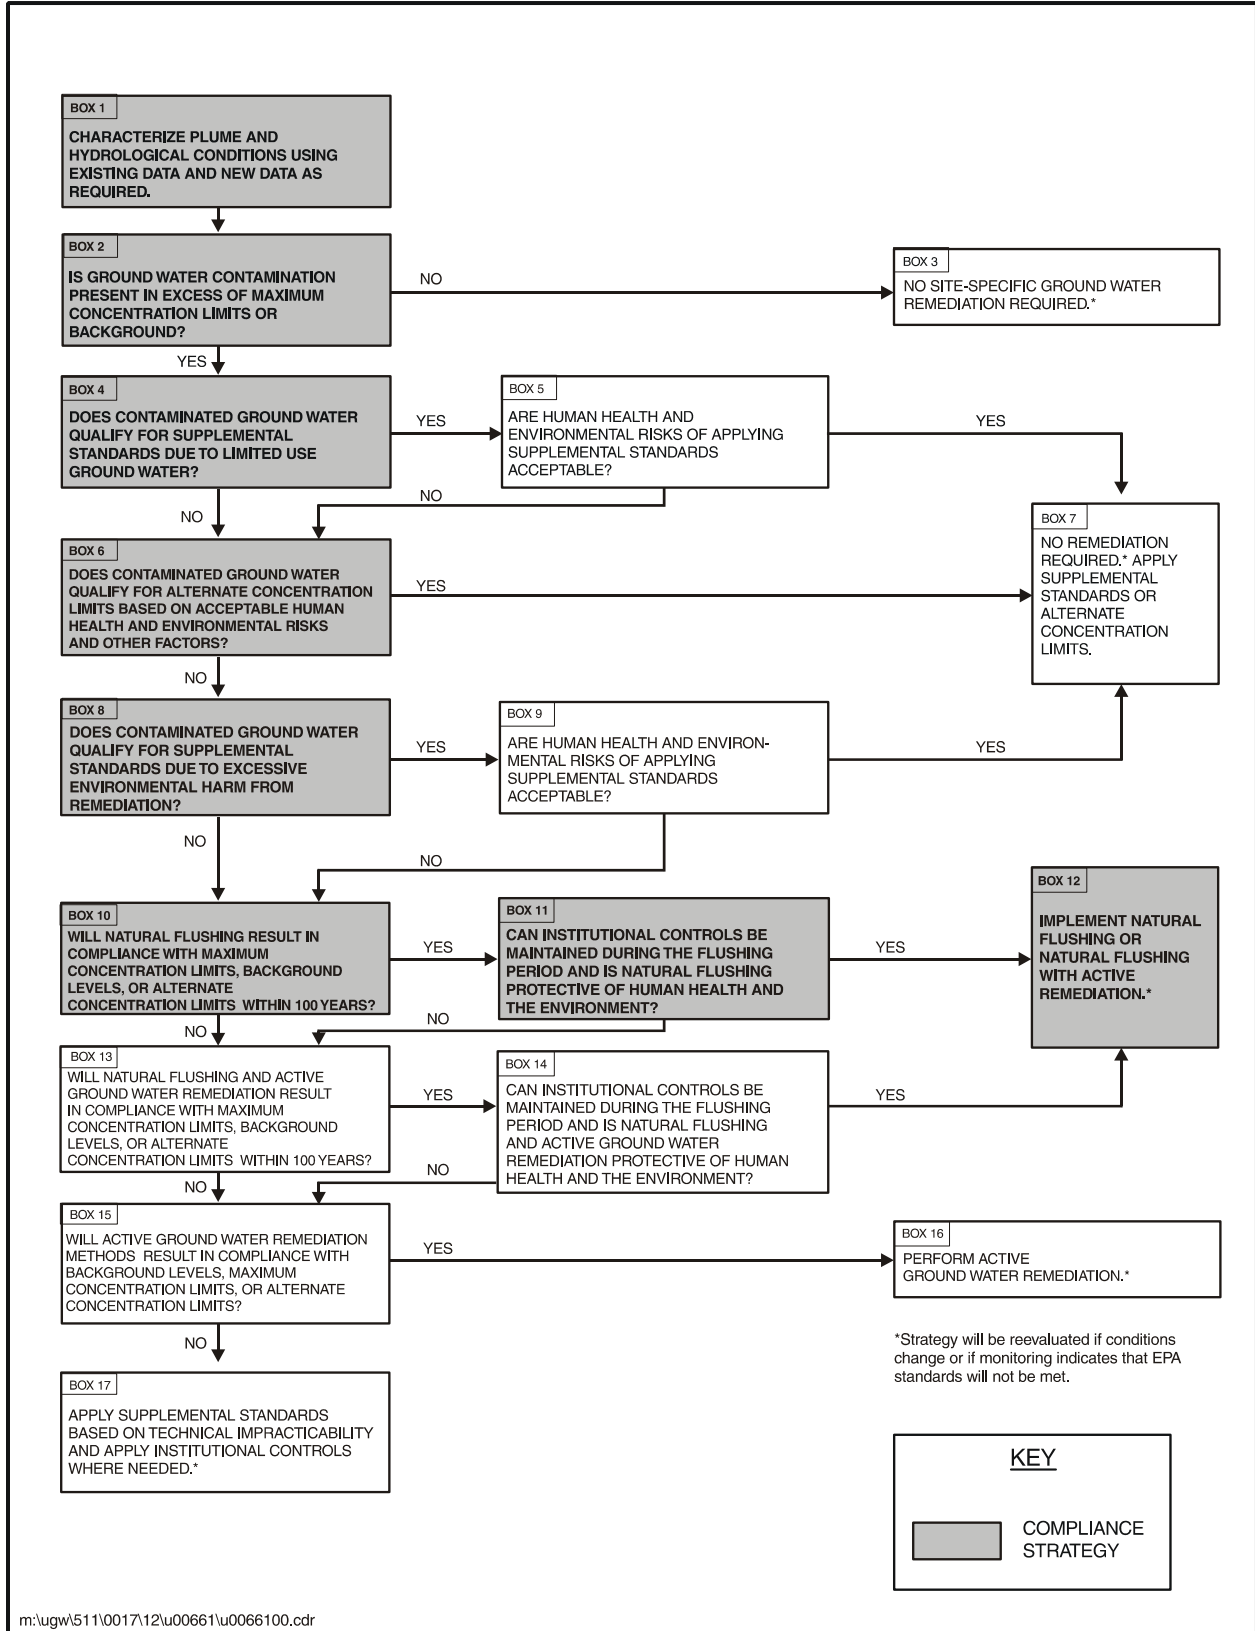 BOX 1
CHARACTERIZE PLUME AND
HYDROLOGICAL CONDITIONS USING
EXISTING DATA AND NEW DATA AS
REQUIRED.
BOX 2
IS GROUND WATER CONTAMINATION
PRESENT IN EXCESS OF MAXIMUM
CONCENTRATION LIMITS OR
BACKGROUND?
NO
BOX 3
NO SITE-SPECIFIC GROUND WATER
REMEDIATION REQUIRED.*
YES
BOX 4
DOES CONTAMINATED GROUND WATER
QUALIFY FOR SUPPLEMENTAL
STANDARDS DUE TO LIMITED USE
GROUND WATER?
YES
BOX 5
ARE HUMAN HEALTH AND
ENVIRONMENTAL RISKS OF APPLYING
SUPPLEMENTAL STANDARDS
ACCEPTABLE?
YES
NO
NO
BOX 6
DOES CONTAMINATED GROUND WATER
QUALIFY FOR ALTERNATE CONCENTRATION
LIMITS BASED ON ACCEPTABLE HUMAN
HEALTH AND ENVIRONMENTAL RISKS
AND OTHER FACTORS?
YES
BOX 7
NO REMEDIATION
REQUIRED.* APPLY
SUPPLEMENTAL
STANDARDS OR
ALTERNATE
CONCENTRATION
LIMITS.
NO
BOX 8
DOES CONTAMINATED GROUND WATER
QUALIFY FOR SUPPLEMENTAL
STANDARDS DUE TO EXCESSIVE
ENVIRONMENTAL HARM FROM
REMEDIATION?
YES
BOX 9
ARE HUMAN HEALTH AND ENVIRON-
MENTAL RISKS OF APPLYING
SUPPLEMENTAL STANDARDS
ACCEPTABLE?
YES
NO
NO
BOX 10
WILL NATURAL FLUSHING RESULT IN
COMPLIANCE WITH MAXIMUM
CONCENTRATION LIMITS, BACKGROUND
LEVELS, OR ALTERNATE
CONCENTRATION LIMITS WITHIN 100 YEARS?
YES
BOX 11
CAN INSTITUTIONAL CONTROLS BE
MAINTAINED DURING THE FLUSHING
PERIOD AND IS NATURAL FLUSHING
PROTECTIVE OF HUMAN HEALTH AND
THE ENVIRONMENT?
YES
BOX 12
IMPLEMENT NATURAL
FLUSHING OR
NATURAL FLUSHING
WITH ACTIVE
REMEDIATION.*
NO
NO
BOX 13
WILL NATURAL FLUSHING AND ACTIVE
GROUND WATER REMEDIATION RESULT
IN COMPLIANCE WITH MAXIMUM
CONCENTRATION LIMITS, BACKGROUND
LEVELS, OR ALTERNATE
CONCENTRATION LIMITS WITHIN 100 YEARS?
YES
BOX 14
CAN INSTITUTIONAL CONTROLS BE
MAINTAINED DURING THE FLUSHING
PERIOD AND IS NATURAL FLUSHING
AND ACTIVE GROUND WATER
REMEDIATION PROTECTIVE OF HUMAN
HEALTH AND THE ENVIRONMENT?
YES
NO
NO
BOX 15
WILL ACTIVE GROUND WATER REMEDIATION
METHODS RESULT IN COMPLIANCE WITH
BACKGROUND LEVELS, MAXIMUM
CONCENTRATION LIMITS, OR ALTERNATE
CONCENTRATION LIMITS?
YES
BOX 16
PERFORM ACTIVE
GROUND WATER REMEDIATION.*
NO
*Strategy will be reevaluated if conditions
change or if monitoring indicates that EPA
standards will not be met.
BOX 17
APPLY SUPPLEMENTAL STANDARDS
BASED ON TECHNICAL IMPRACTICABILITY
AND APPLY INSTITUTIONAL CONTROLS
WHERE NEEDED.*
KEY
COMPLIANCE
STRATEGY
m:\ugw\511\0017\12\u00661\u0066100.cdr